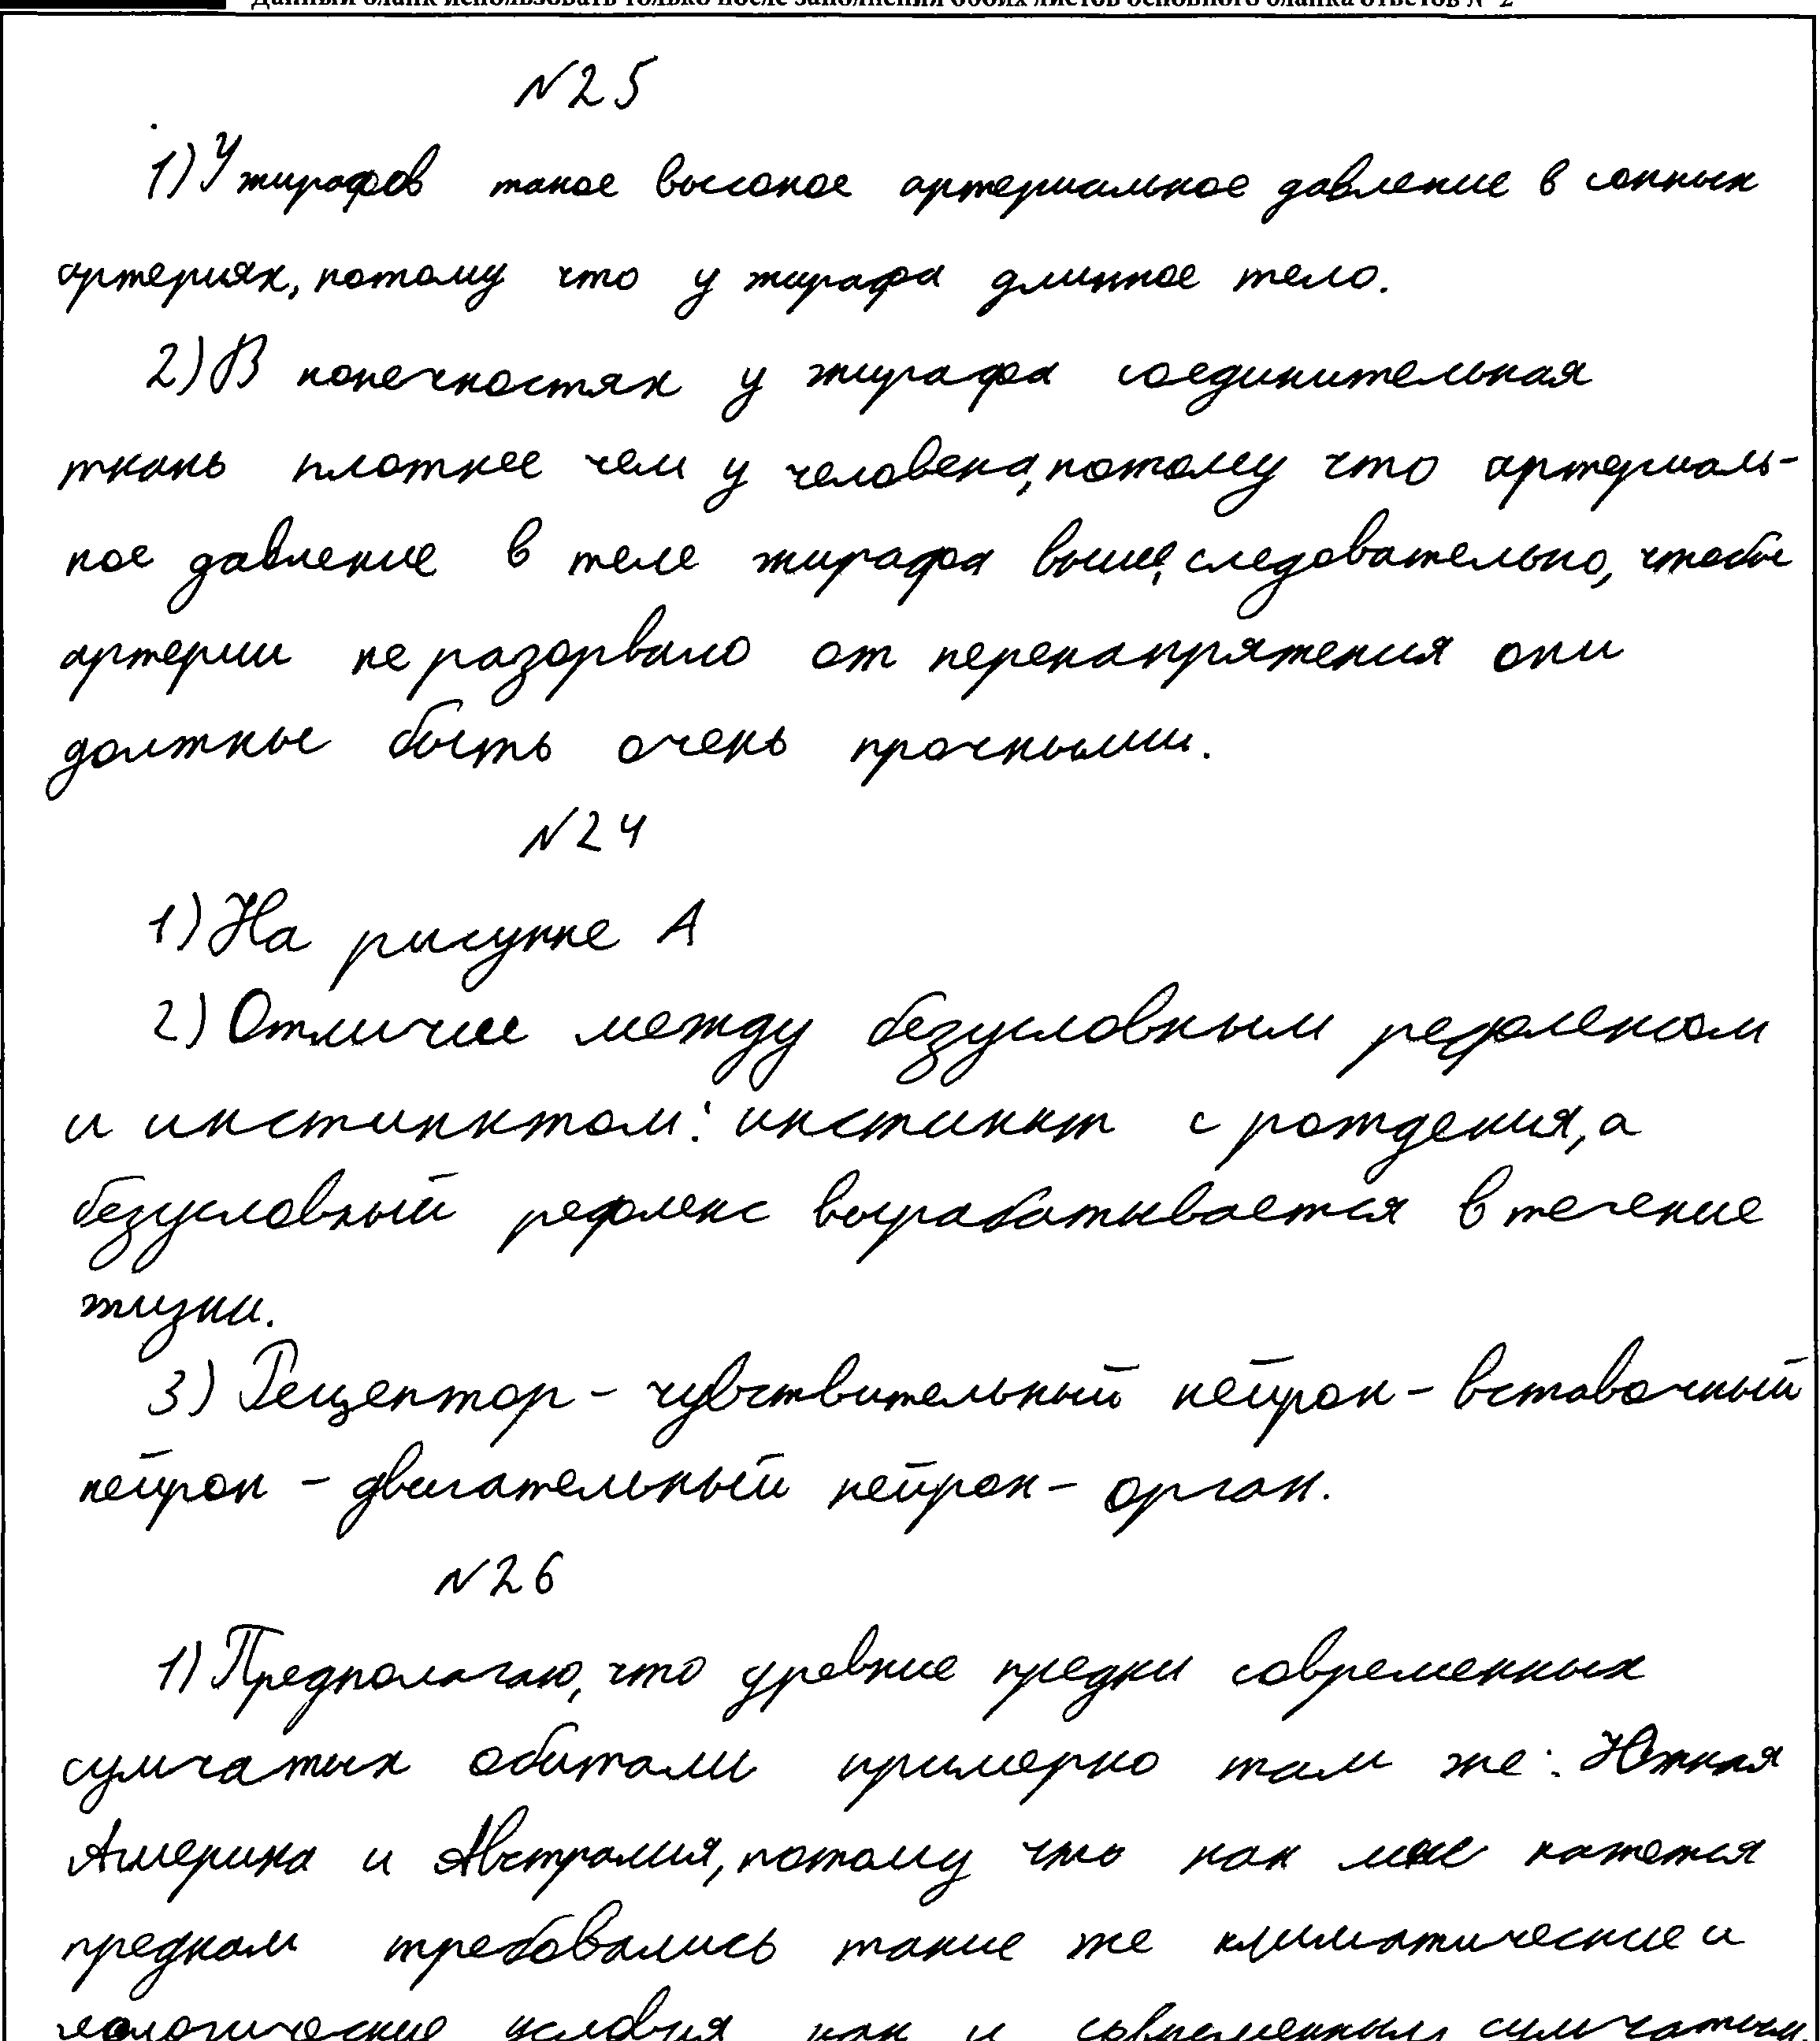 Данный бланк использовать только после заполнения обоих листов основного бланка ответов № 2
№25
1) У жирафов такое высокое артериальное давление в сонных
артериях, потому что у жирафа длинное тело.
2) В конечностях у жирафа соединительная
ткань плотнее чем у человека, потому что артериаль-
ное давление в теле жирафа выше, следовательно, чтобы
артерии не разорвало от перенапряжения они
должны быть очень прочными.
№24
1) На рисунке А
2) Отличие между безусловным рефлексом
и инстинктом: инстинкт с рождения, а
безусловный рефлекс вырабатывается в течение
жизни.
3) Рецептор - чувствительный нейрон - вставочный
нейрон - двигательный нейрон - орган.
№26
1) Предполагаю, что древние предки современных
сумчатых обитали примерно там же: Южная
Америка и Австралия, потому что как мне кажется
предкам требовались такие же климатические и
условия как и современным сумчатым